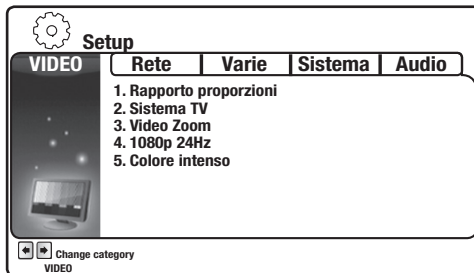 Setup
VIDEO Rete Varie Sistema Audio
1. Rapporto proporzioni
2. Sistema TV
3. Video Zoom
4. 1080p 24Hz
5. Colore intenso
Change category
VIDEO